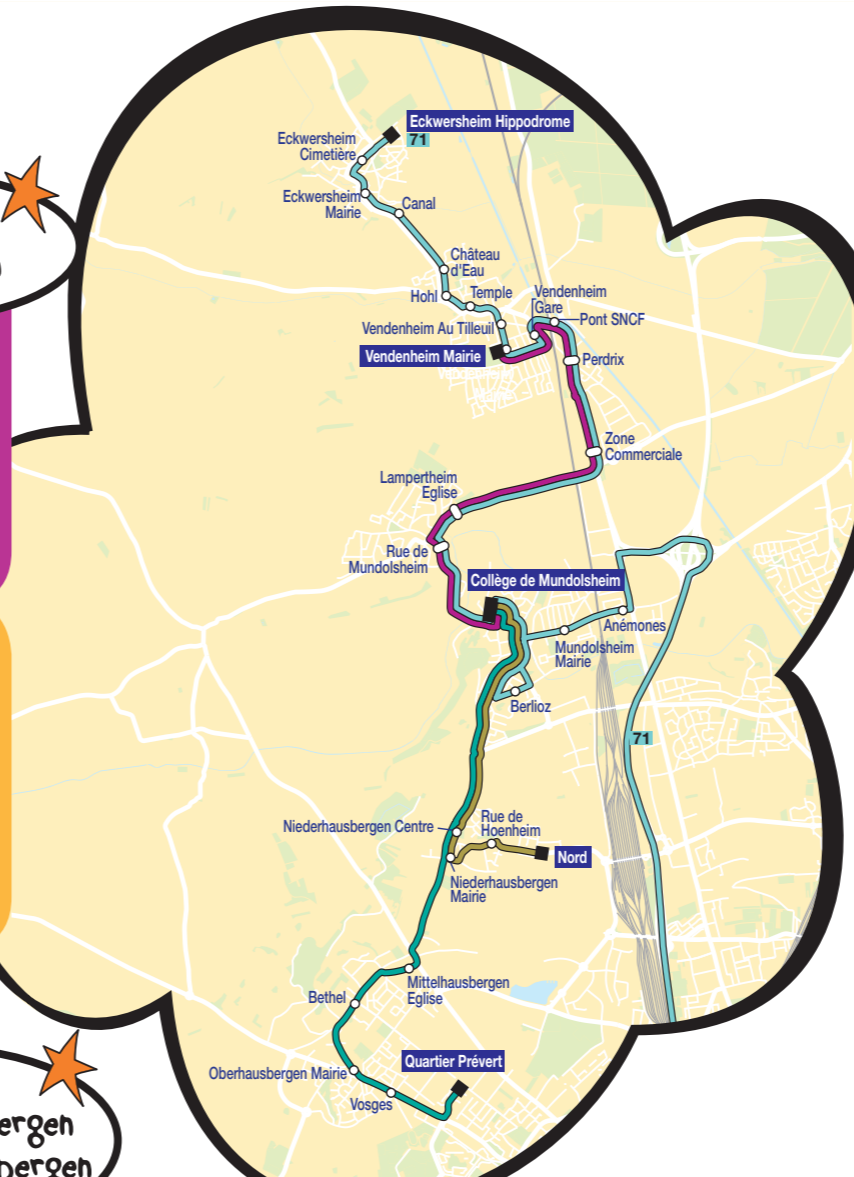 Eckwersheim Hippodrome
71
Eckwersheim
Cimetière
Eckwersheim
Mairie
Canal
Château
d'Eau
Hohl
Temple
Vendenheim
Gare
Pont SNCF
Vendenheim Au Tilleul
Vendenheim Mairie
Perdrix
Zone
Commerciale
Lampertheim
Eglise
Rue de
Mundolsheim
Collège de Mundolsheim
Anémones
Mundolsheim
Mairie
Berlioz
71
Niederhausbergen Centre
Rue de
Hoenheim
Nord
Niederhausbergen
Mairie
Mittelhausbergen
Eglise
Bethel
Quartier Prévert
Oberhausbergen Mairie
Vosges